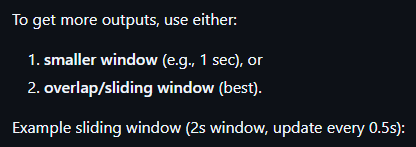 To get more outputs, use either:
1. smaller window (e.g., 1 sec), or
2. overlap/sliding window (best).
Example sliding window (2s window, update every 0.5s):